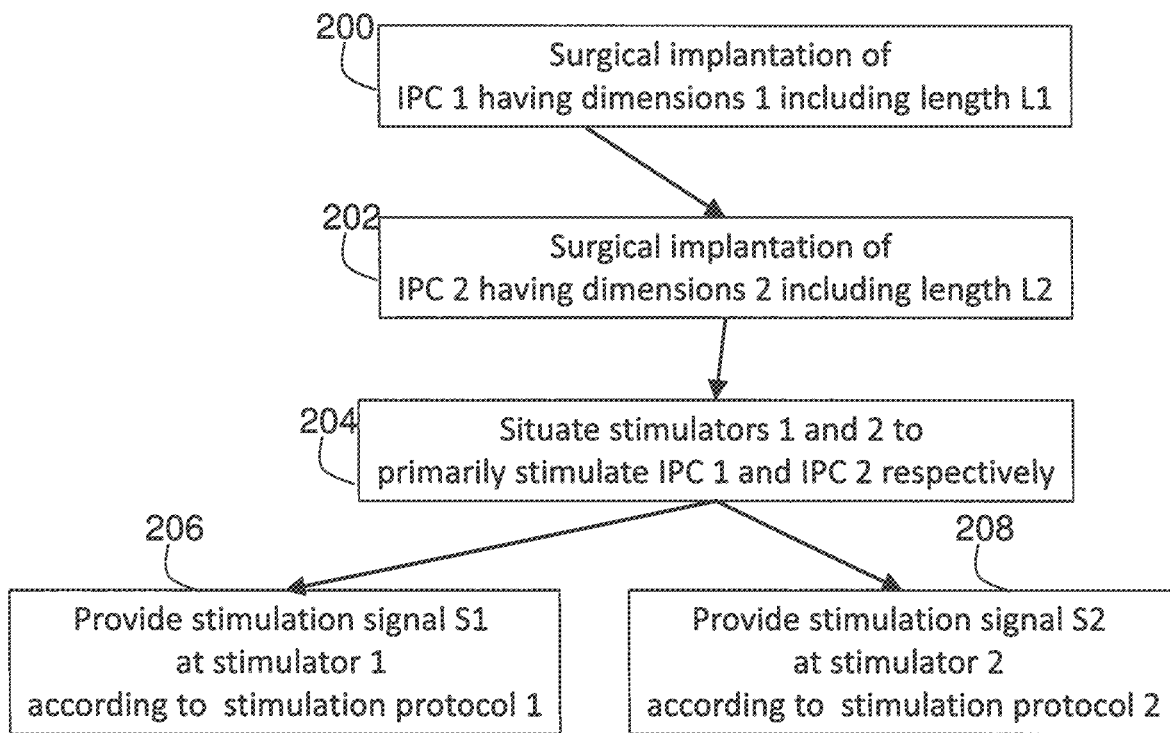 200
Surgical implantation of
IPC 1 having dimensions 1 including length L1
202
Surgical implantation of
IPC 2 having dimensions 2 including length L2
204
Situate stimulators 1 and 2 to
primarily stimulate IPC 1 and IPC 2 respectively
206
Provide stimulation signal S1
at stimulator 1
according to stimulation protocol 1
208
Provide stimulation signal S2
at stimulator 2
according to stimulation protocol 2